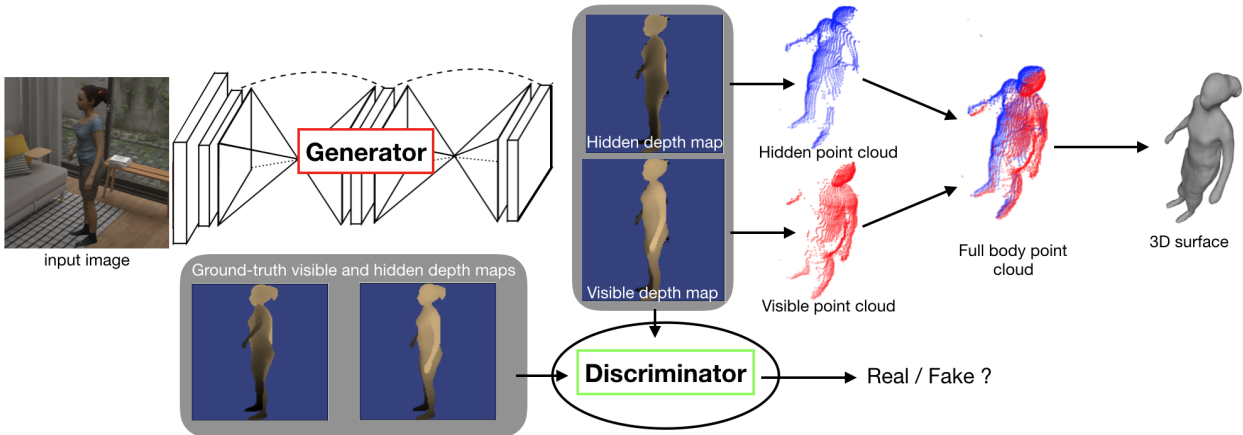 input image
Generator
Hidden depth map
Visible depth map
Hidden point cloud
Visible point cloud
Full body point
cloud
3D surface
Ground-truth visible and hidden depth maps
Discriminator
Real / Fake ?